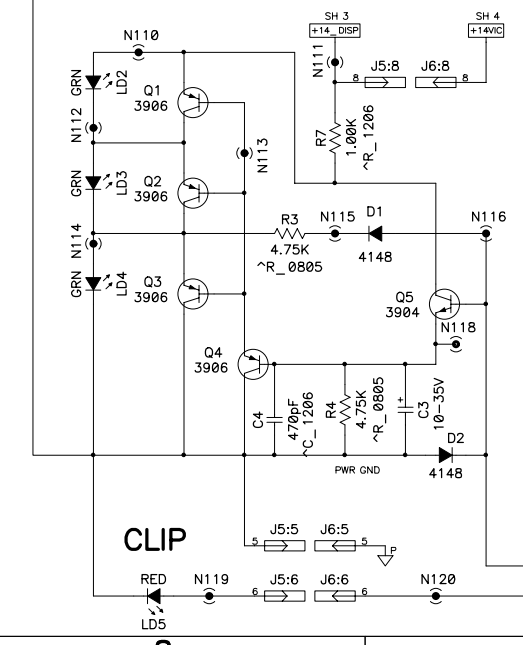 SH 3
SH 4
+14_DISP
+14VIC
N110
N111
J5:8
J6:8
8
8
GRN
LD2
Q1
3906
N112
R7
1.00K
^R_1206
N113
GRN
LD3
Q2
3906
R3
N115
D1
N116
4.75K
^R_0805
4148
N114
GRN
LD4
Q3
3906
Q5
3904
N118
Q4
3906
C4
470pF
^C_1206
R4
4.75K
^R_0805
+
C3
10-35V
D2
4148
PWR GND
CLIP
J5:5
J6:5
5
5
P
RED
N119
J5:6
J6:6
N120
6
6
LD5